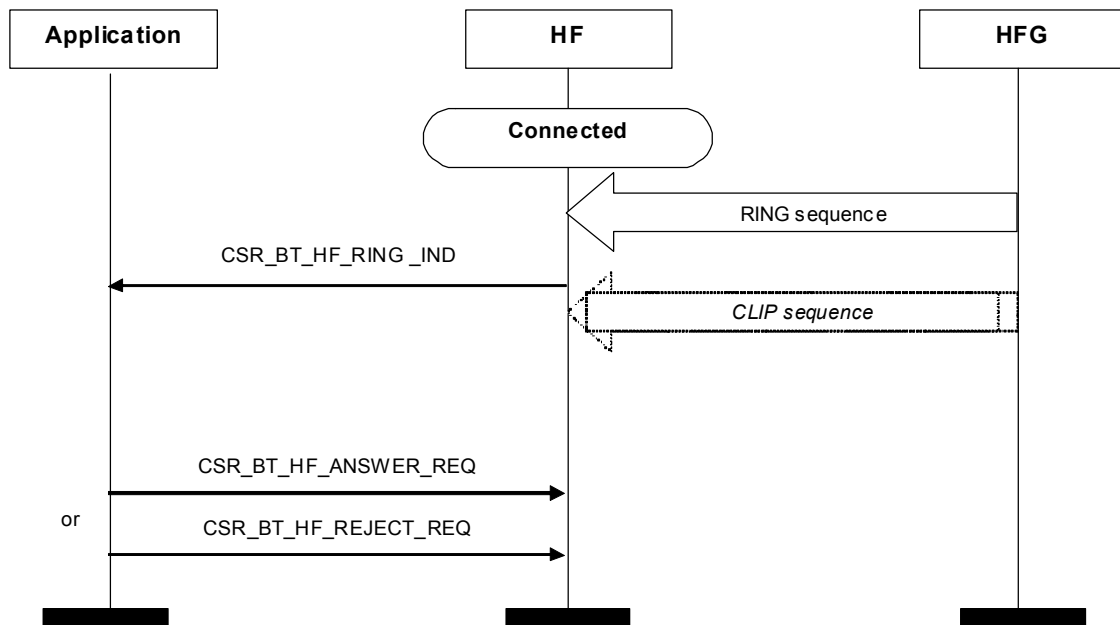 Application
HF
HFG
Connected
RING sequence
CSR_BT_HF_RING _IND
CLIP sequence
CSR_BT_HF_ANSWER_REQ
or
CSR_BT_HF_REJECT_REQ